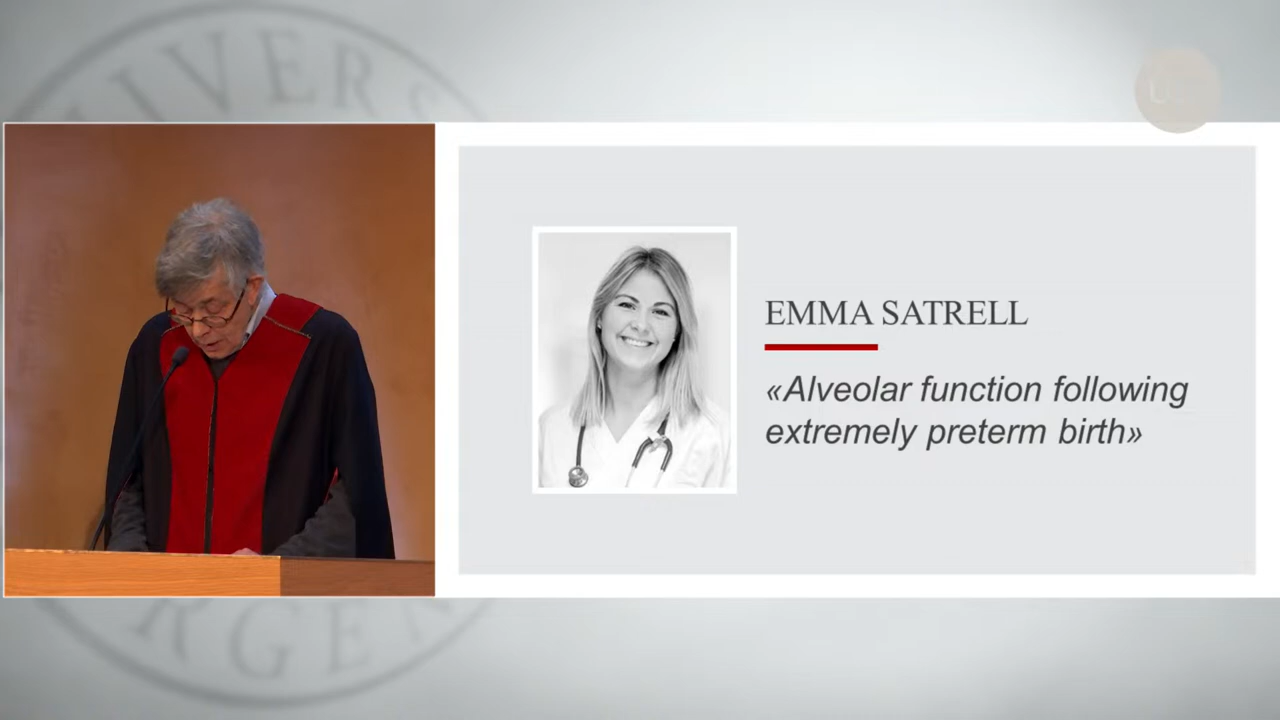 EMMA SATRELL
«Alveolar function following
extremely preterm birth»